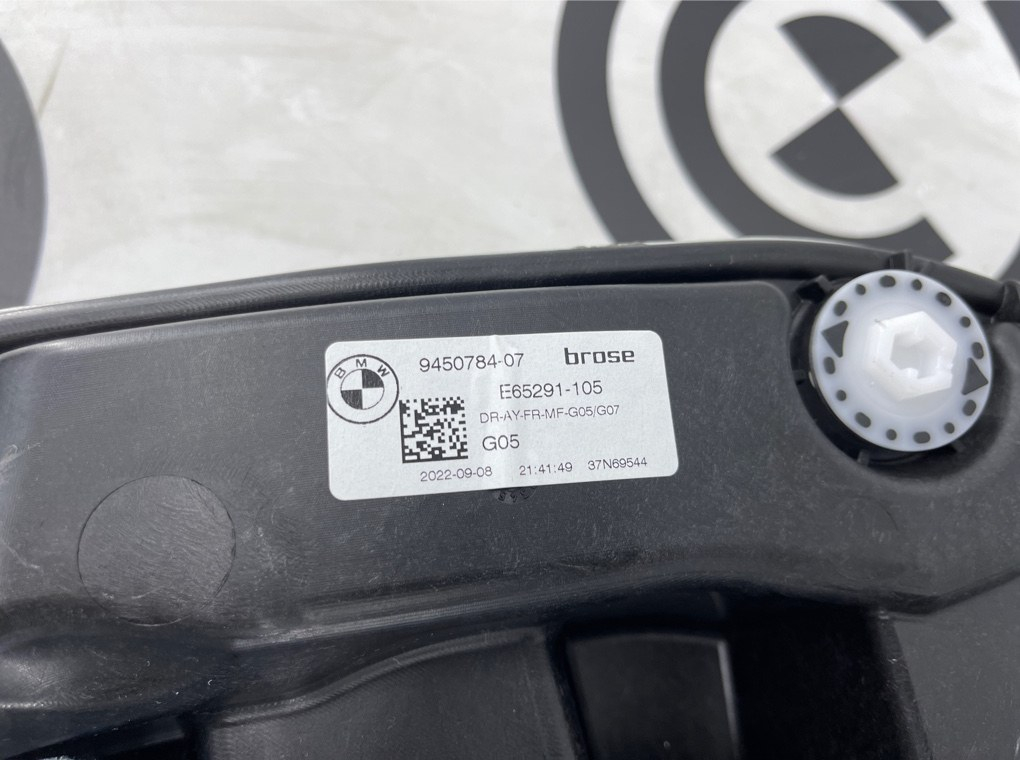 BMW
9450784-07 brose
E65291-105
DR-AY-FR-MF-G05/G07
G05
2022-09-08 21:41:49 37N69544